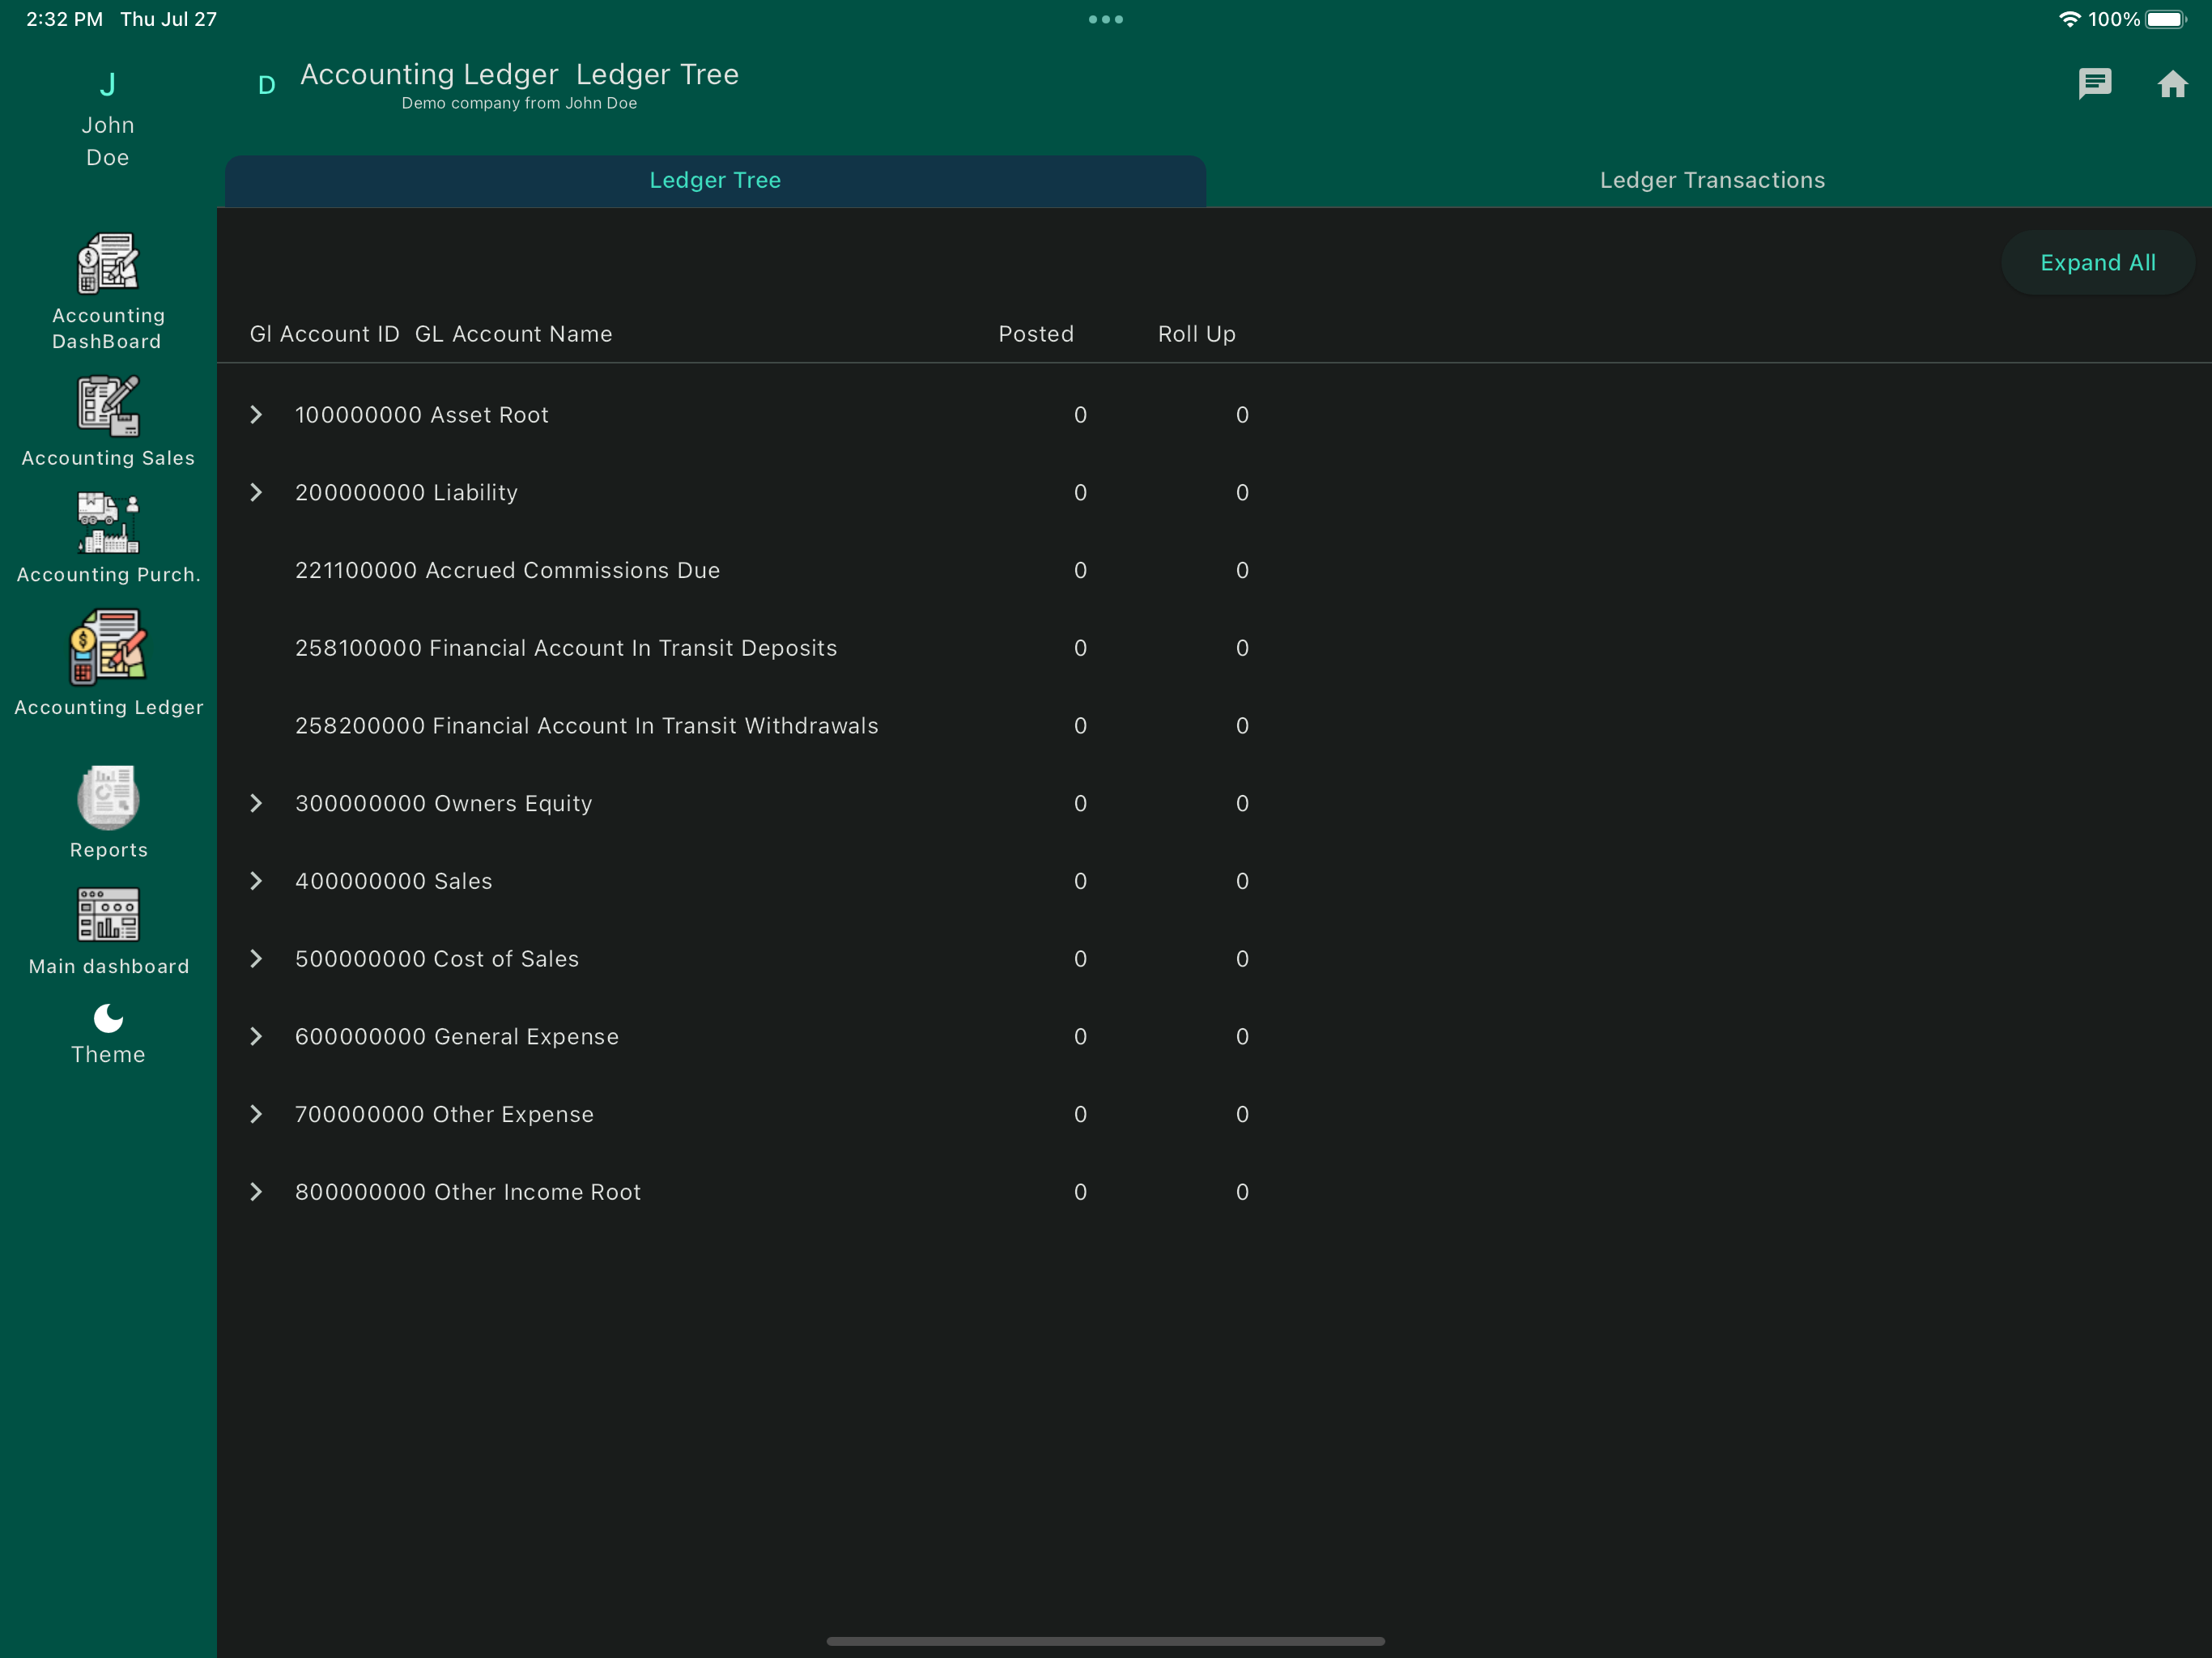 2:32 PM Thu Jul 27
100%
J
John
Doe
D
Accounting Ledger Ledger Tree
Demo company from John Doe
Ledger Tree
Ledger Transactions
Accounting
DashBoard
Accounting Sales
Accounting Purch.
Accounting Ledger
Reports
Main dashboard
Theme
Expand All
Gl Account ID GL Account Name Posted Roll Up
100000000 Asset Root 0 0
200000000 Liability 0 0
221100000 Accrued Commissions Due 0 0
258100000 Financial Account In Transit Deposits 0 0
258200000 Financial Account In Transit Withdrawals 0 0
300000000 Owners Equity 0 0
400000000 Sales 0 0
500000000 Cost of Sales 0 0
600000000 General Expense 0 0
700000000 Other Expense 0 0
800000000 Other Income Root 0 0